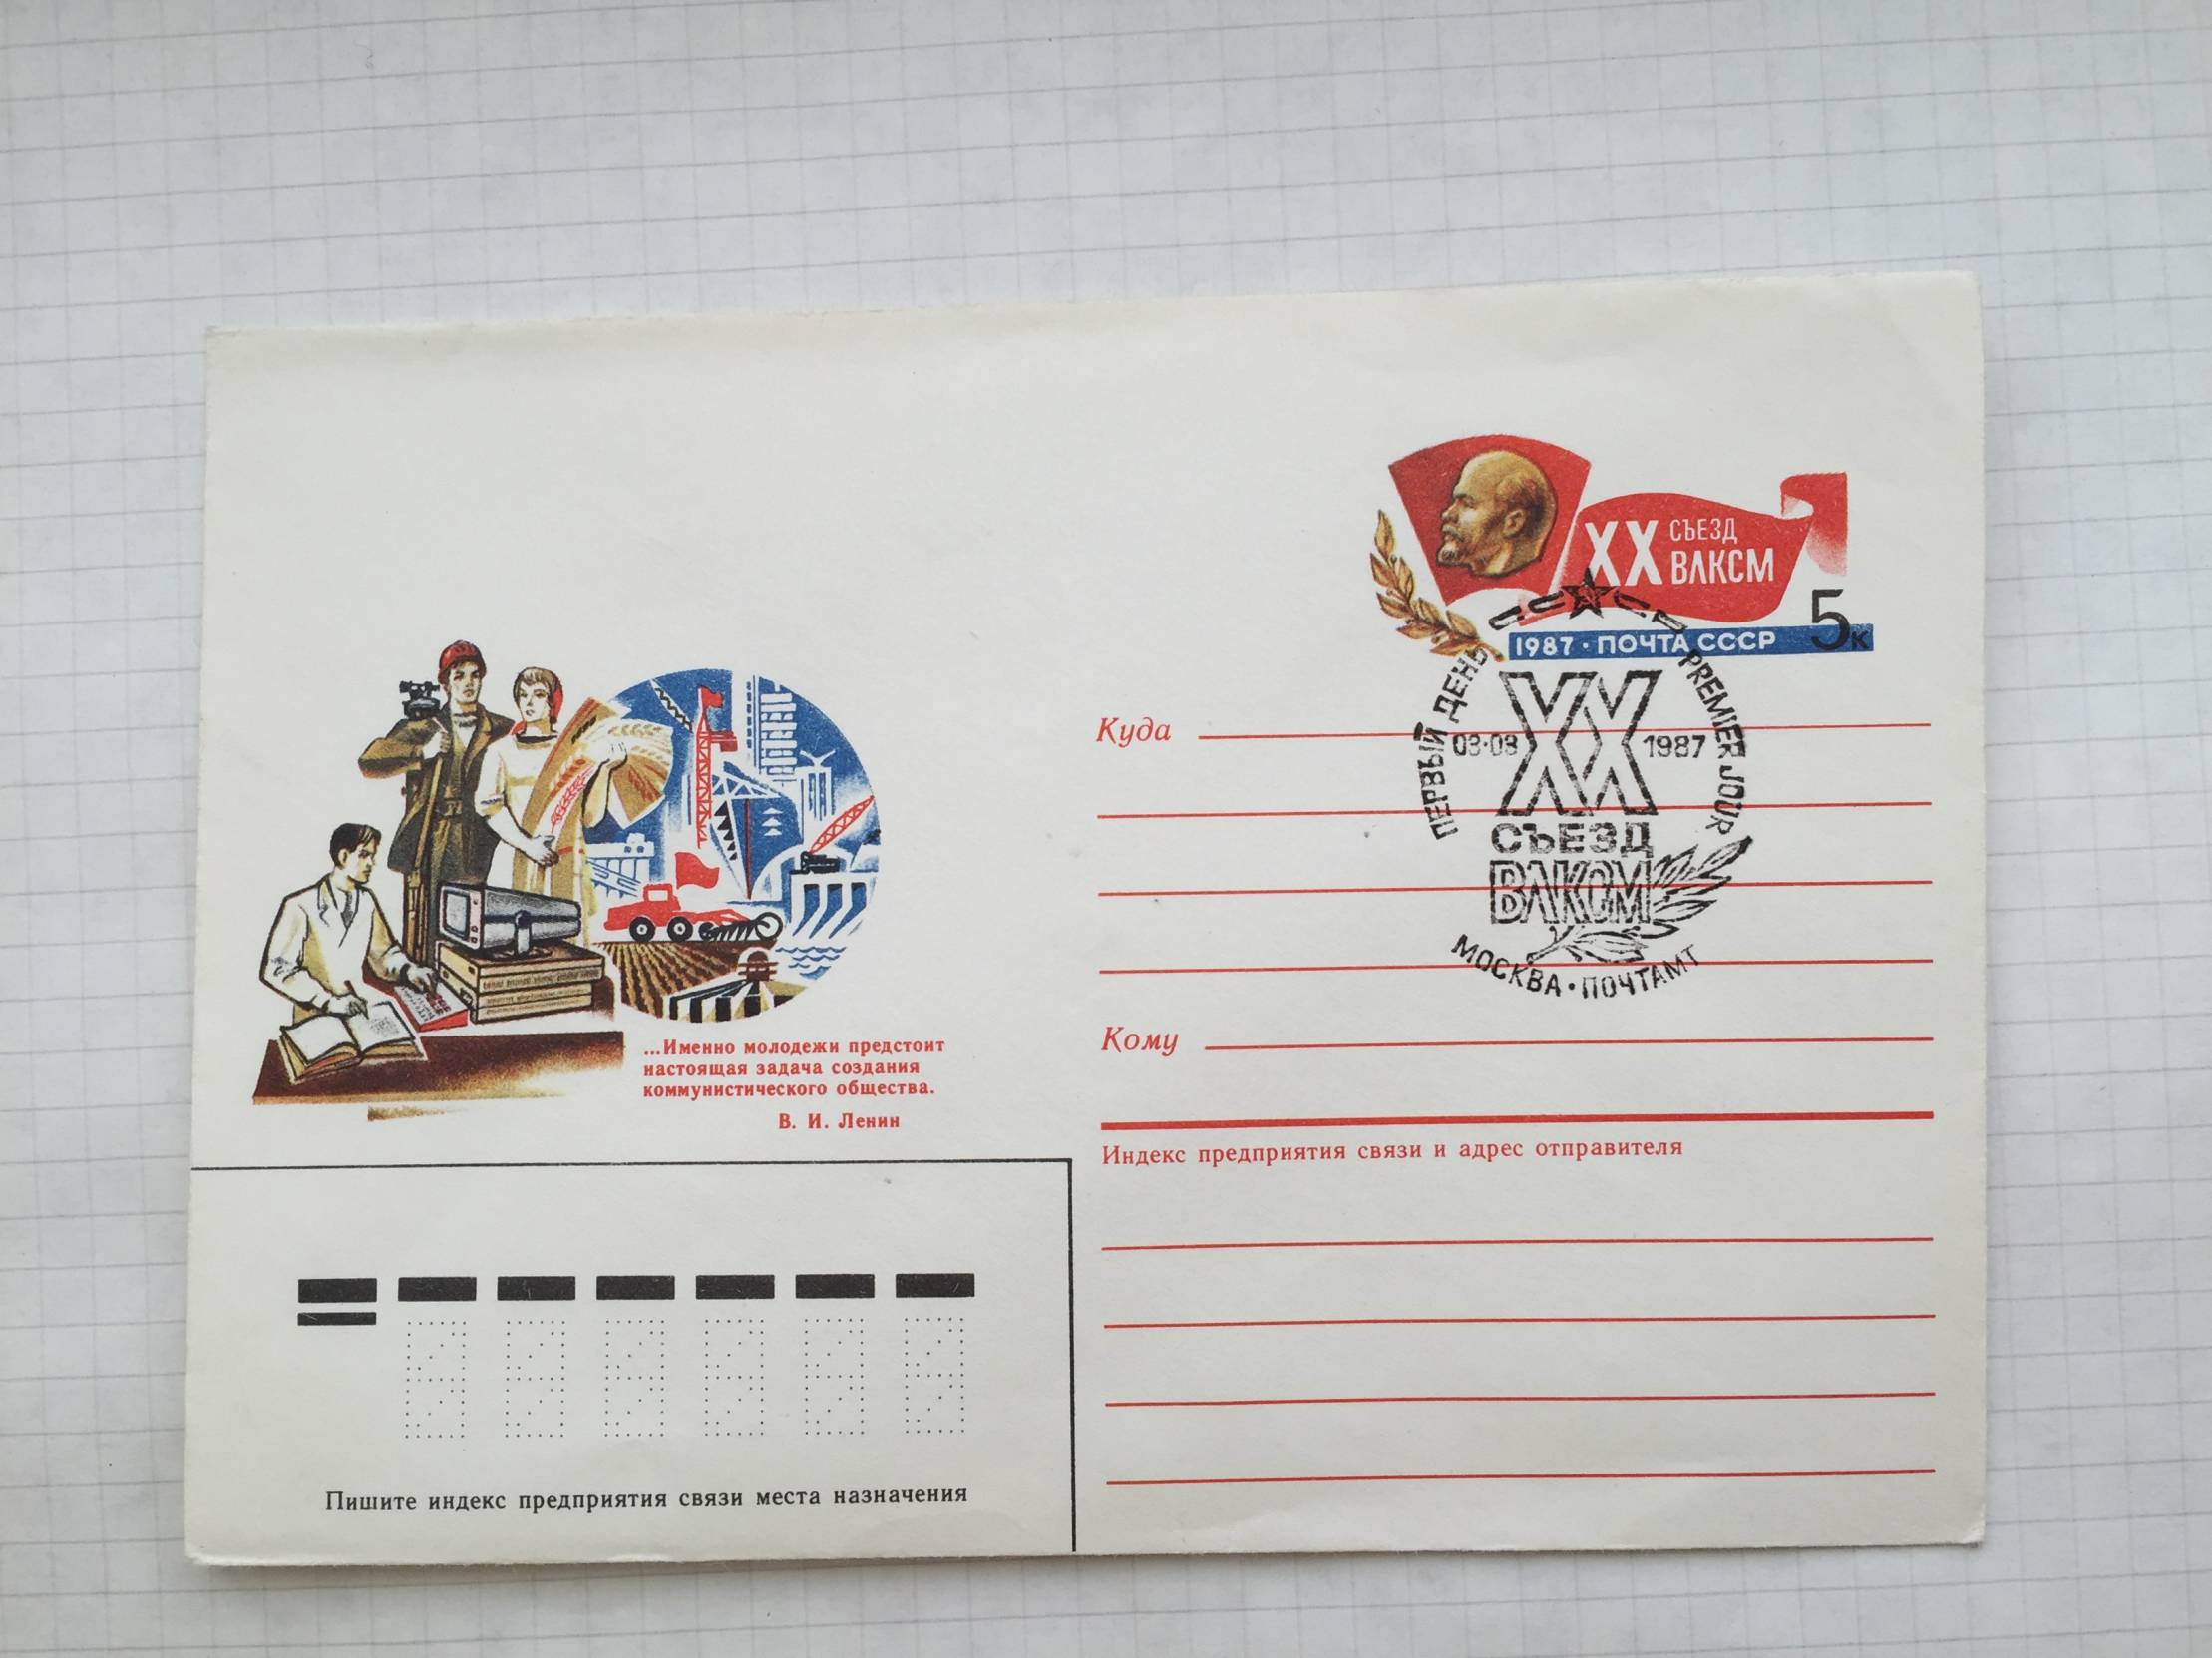 XX СЪЕЗД
ВЛКСМ
5к
1987 · ПОЧТА СССР
ПЕРВЫЙ ДЕНЬ
PREMIER JOUR
1987
XX
СЪЕЗД
ВЛКСМ
МОСКВА · ПОЧТАМТ
Куда
Кому
Индекс предприятия связи и адрес отправителя
...Именно молодежи предстоит
настоящая задача создания
коммунистического общества.
В. И. Ленин
Пишите индекс предприятия связи места назначения